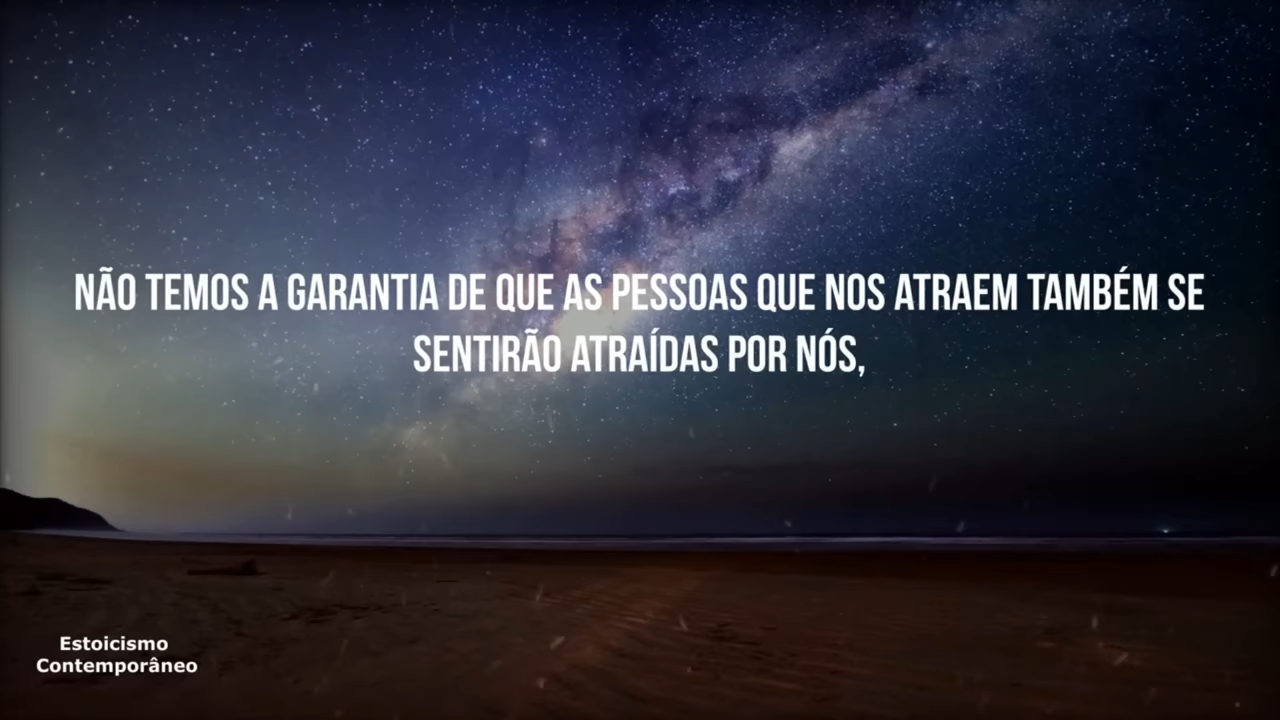 NÃO TEMOS A GARANTIA DE QUE AS PESSOAS QUE NOS ATRAEM TAMBÉM SE
SENTIRÃO ATRAÍDAS POR NÓS,
Estoicismo
Contemporâneo